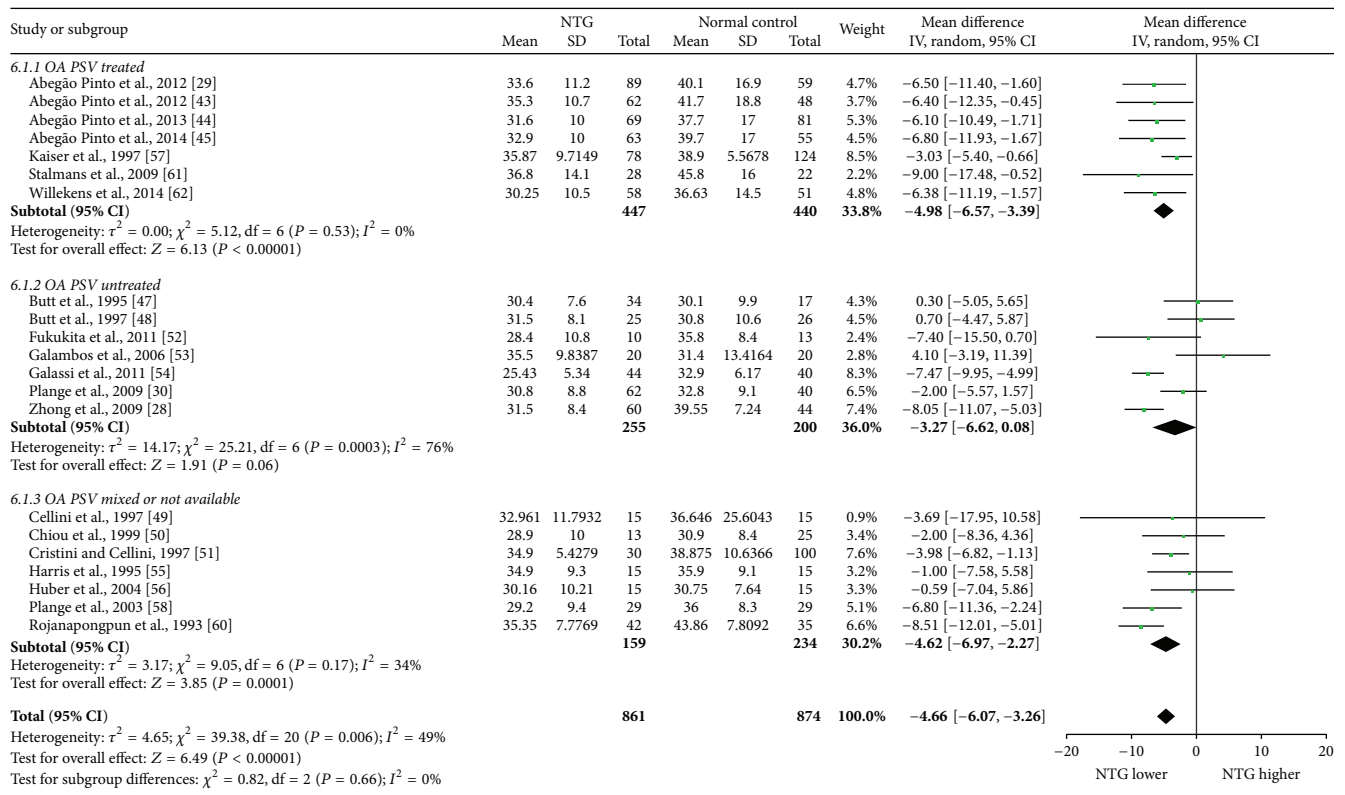 Study or subgroup NTG Normal control Weight Mean difference Mean difference
Mean SD Total Mean SD Total IV, random, 95% CI IV, random, 95% CI
6.1.1 OA PSV treated
Abegão Pinto et al., 2012 [29] 33.6 11.2 89 40.1 16.9 59 4.7% −6.50 [−11.40, −1.60]
Abegão Pinto et al., 2012 [43] 35.3 10.7 62 41.7 18.8 48 3.7% −6.40 [−12.35, −0.45]
Abegão Pinto et al., 2013 [44] 31.6 10 69 37.7 17 81 5.3% −6.10 [−10.49, −1.71]
Abegão Pinto et al., 2014 [45] 32.9 10 63 39.7 17 55 4.5% −6.80 [−11.93, −1.67]
Kaiser et al., 1997 [57] 35.87 9.7149 78 38.9 5.5678 124 8.5% −3.03 [−5.40, −0.66]
Stalmans et al., 2009 [61] 36.8 14.1 28 45.8 16 22 2.2% −9.00 [−17.48, −0.52]
Willekens et al., 2014 [62] 30.25 10.5 58 36.63 14.5 51 4.8% −6.38 [−11.19, −1.57]
Subtotal (95% CI) 447 440 33.8% −4.98 [−6.57, −3.39]
Heterogeneity: τ² = 0.00; χ² = 5.12, df = 6 (P = 0.53); I² = 0%
Test for overall effect: Z = 6.13 (P < 0.00001)
6.1.2 OA PSV untreated
Butt et al., 1995 [47] 30.4 7.6 34 30.1 9.9 17 4.3% 0.30 [−5.05, 5.65]
Butt et al., 1997 [48] 31.5 8.1 25 30.8 10.6 26 4.5% 0.70 [−4.47, 5.87]
Fukukita et al., 2011 [52] 28.4 10.8 10 35.8 8.4 13 2.4% −7.40 [−15.50, 0.70]
Galambos et al., 2006 [53] 35.5 9.8387 20 31.4 13.4164 20 2.8% 4.10 [−3.19, 11.39]
Galassi et al., 2011 [54] 25.43 5.34 44 32.9 6.17 40 8.3% −7.47 [−9.95, −4.99]
Plange et al., 2009 [30] 30.8 8.8 62 32.8 9.1 40 6.5% −2.00 [−5.57, 1.57]
Zhong et al., 2009 [28] 31.5 8.4 60 39.55 7.24 44 7.4% −8.05 [−11.07, −5.03]
Subtotal (95% CI) 255 200 36.0% −3.27 [−6.62, 0.08]
Heterogeneity: τ² = 14.17; χ² = 25.21, df = 6 (P = 0.0003); I² = 76%
Test for overall effect: Z = 1.91 (P = 0.06)
6.1.3 OA PSV mixed or not available
Cellini et al., 1997 [49] 32.961 11.7932 15 36.646 25.6043 15 0.9% −3.69 [−17.95, 10.58]
Chiou et al., 1999 [50] 28.9 10 13 30.9 8.4 25 3.4% −2.00 [−8.36, 4.36]
Cristini and Cellini, 1997 [51] 34.9 5.4279 30 38.875 10.6366 100 7.6% −3.98 [−6.82, −1.13]
Harris et al., 1995 [55] 34.9 9.3 15 35.9 9.1 15 3.2% −1.00 [−7.58, 5.58]
Huber et al., 2004 [56] 30.16 10.21 15 30.75 7.64 15 3.3% −0.59 [−7.04, 5.86]
Plange et al., 2003 [58] 29.2 9.4 29 36 8.3 29 5.1% −6.80 [−11.36, −2.24]
Rojanapongpun et al., 1993 [60] 35.35 7.7769 42 43.86 7.8092 35 6.6% −8.51 [−12.01, −5.01]
Subtotal (95% CI) 159 234 30.2% −4.62 [−6.97, −2.27]
Heterogeneity: τ² = 3.17; χ² = 9.05, df = 6 (P = 0.17); I² = 34%
Test for overall effect: Z = 3.85 (P = 0.0001)
Total (95% CI) 861 874 100.0% −4.66 [−6.07, −3.26]
Heterogeneity: τ² = 4.65; χ² = 39.38, df = 20 (P = 0.006); I² = 49%
Test for overall effect: Z = 6.49 (P < 0.00001)
Test for subgroup differences: χ² = 0.82, df = 2 (P = 0.66); I² = 0%
−20 −10 0 10 20
NTG lower NTG higher